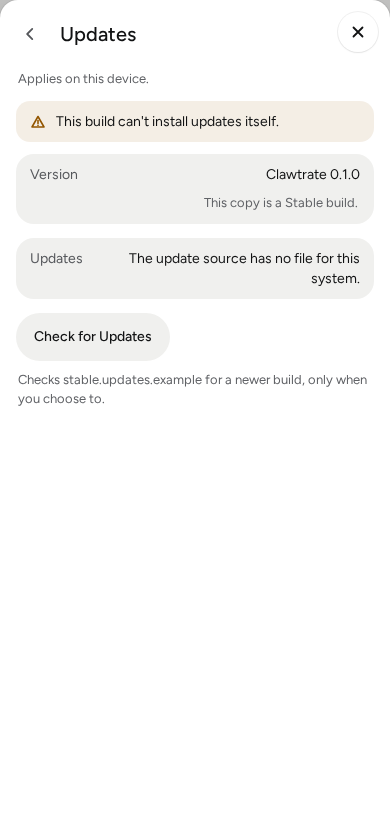 Updates
Applies on this device.
This build can't install updates itself.
Version
Clawtrate 0.1.0
This copy is a Stable build.
Updates
The update source has no file for this
system.
Check for Updates
Checks stable.updates.example for a newer build, only when
you choose to.